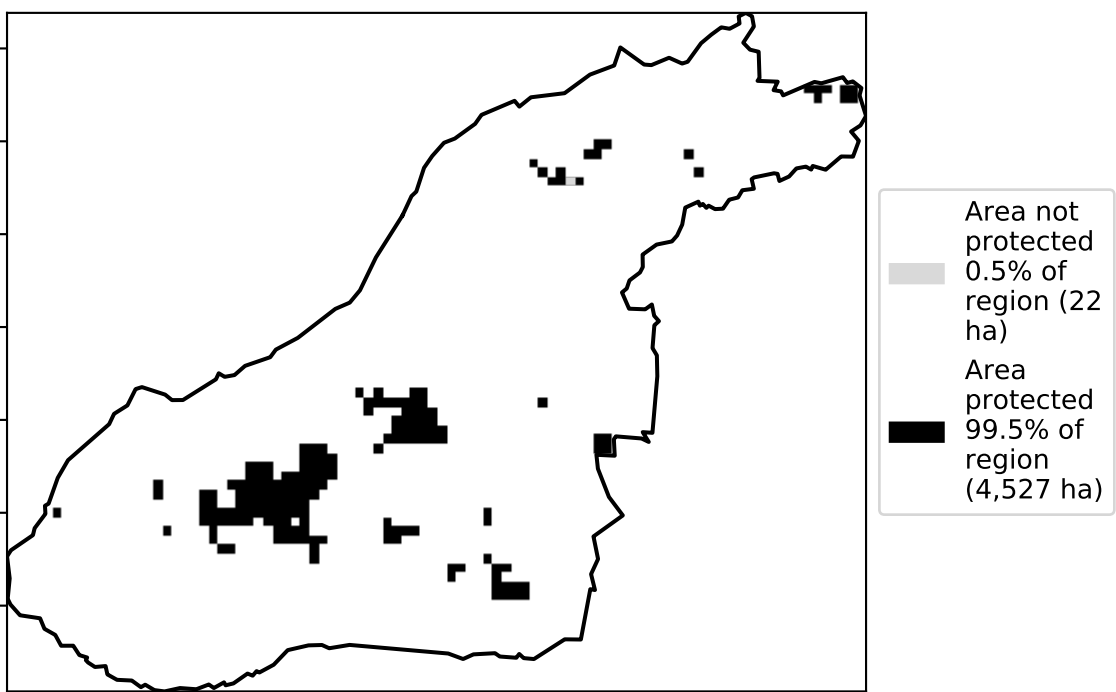 Area not
protected
0.5% of
region (22
ha)
Area
protected
99.5% of
region
(4,527 ha)